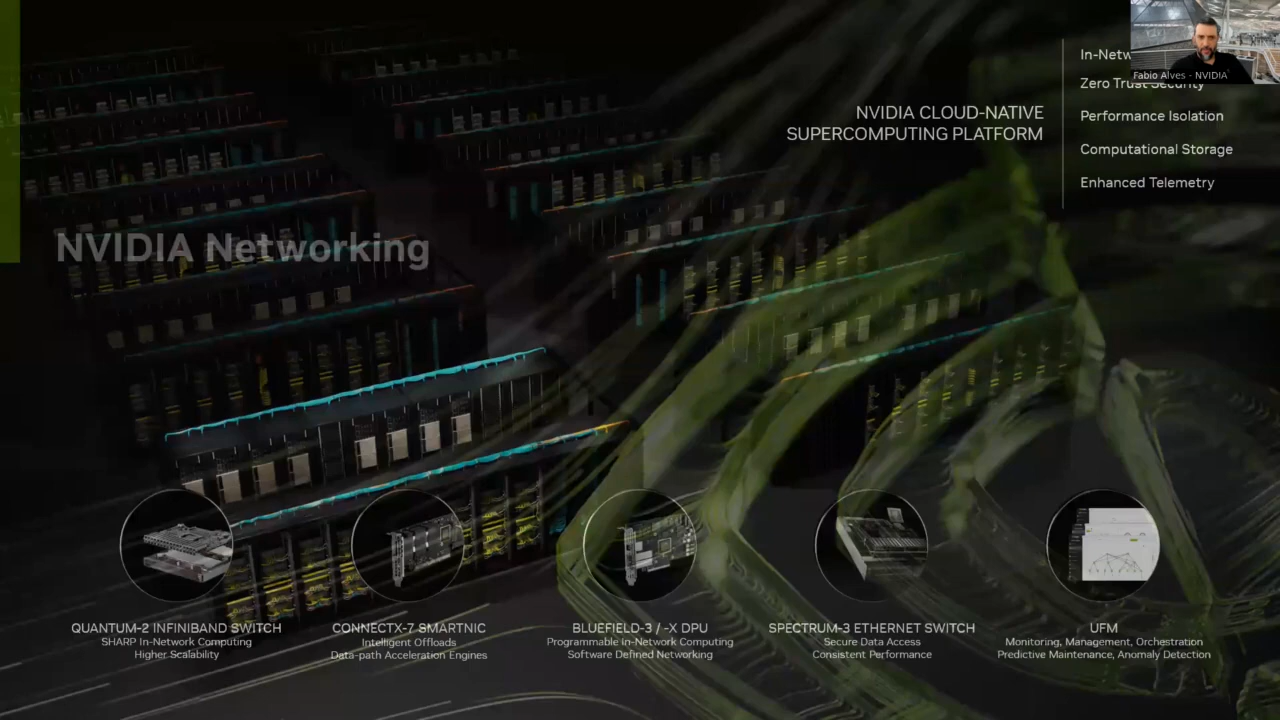 Fabio Alves - NVIDIA
NVIDIA CLOUD-NATIVE
SUPERCOMPUTING PLATFORM
Zero Trust Security
Performance Isolation
Computational Storage
Enhanced Telemetry
NVIDIA Networking
QUANTUM-2 INFINIBAND SWITCH
SHARP In-Network Computing
Higher Scalability
CONNECTX-7 SMARTNIC
Intelligent Offloads
Data-path Acceleration Engines
BLUEFIELD-3 / -X DPU
Programmable In-Network Computing
Software Defined Networking
SPECTRUM-3 ETHERNET SWITCH
Secure Data Access
Consistent Performance
UFM
Monitoring, Management, Orchestration
Predictive Maintenance, Anomaly Detection